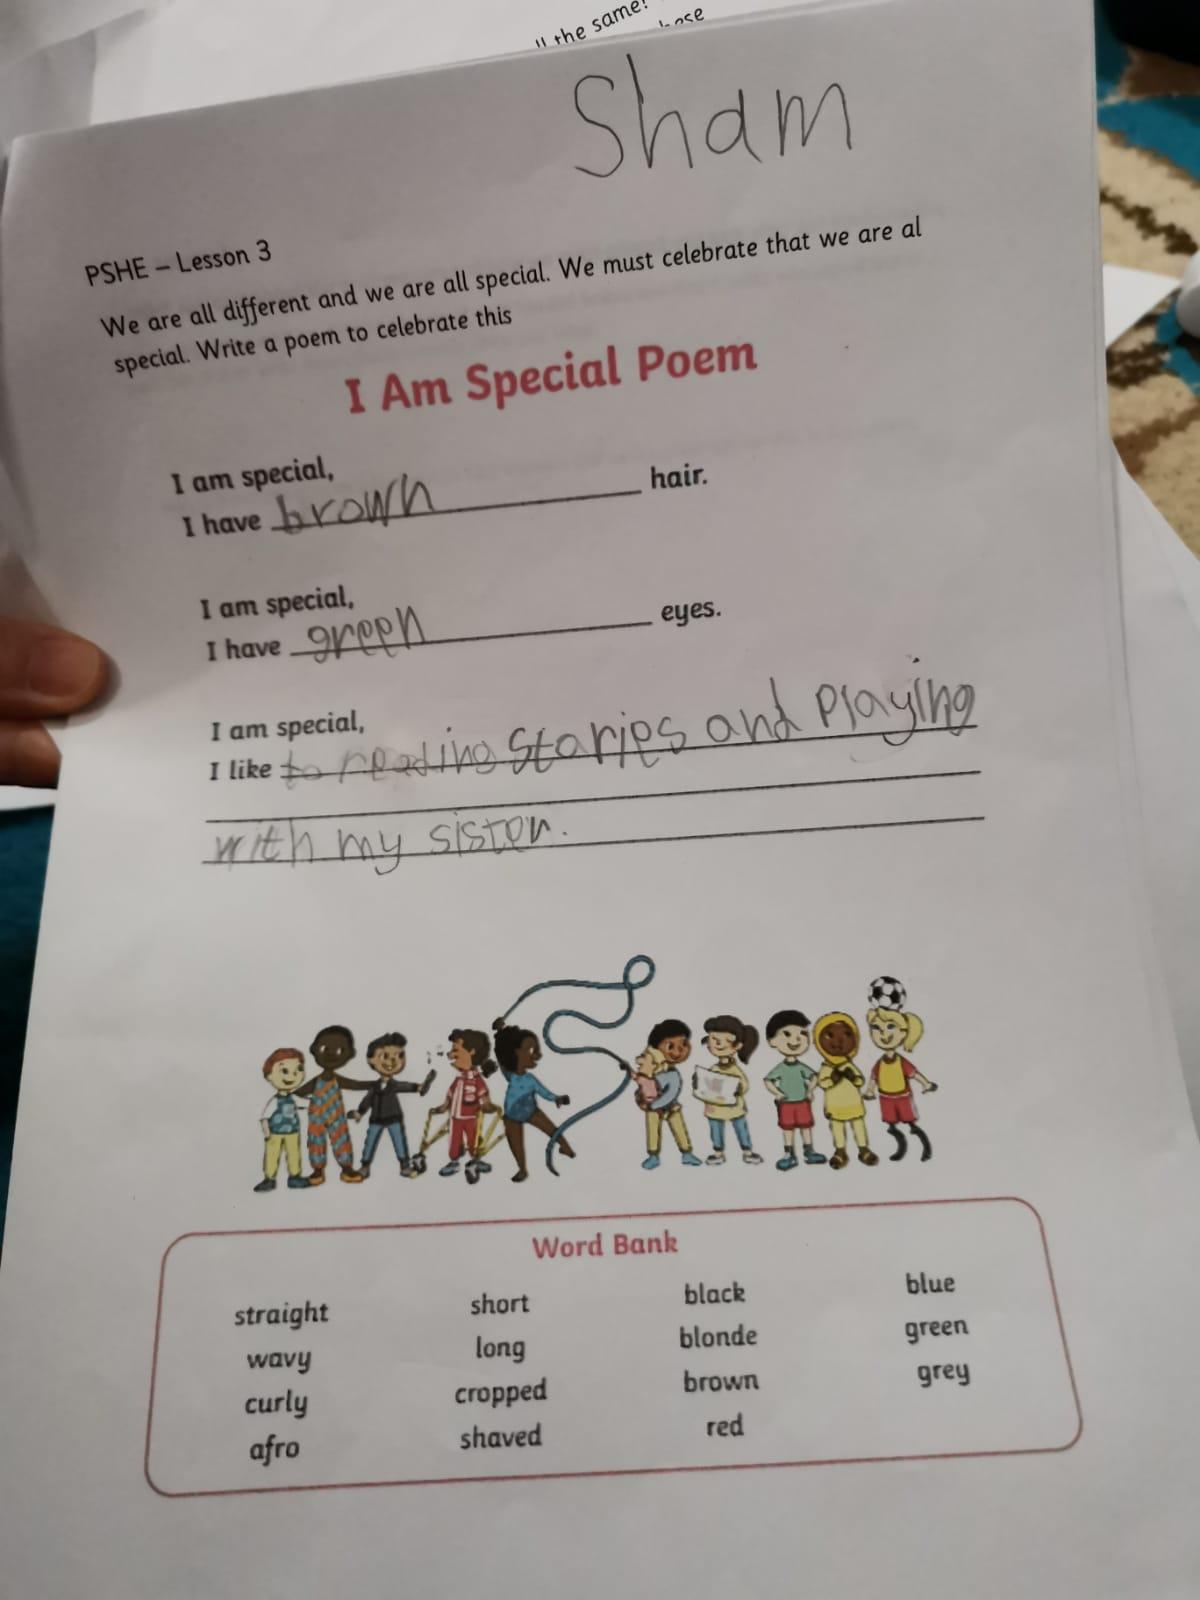 ll the same!
hose
Sham
PSHE – Lesson 3
We are all different and we are all special. We must celebrate that we are al
special. Write a poem to celebrate this
I Am Special Poem
I am special,
I have brown hair.
I am special,
I have green eyes.
I am special,
I like to reading stories and playing
with my sister.
Word Bank
straight short black blue
wavy long blonde green
curly cropped brown grey
afro shaved red